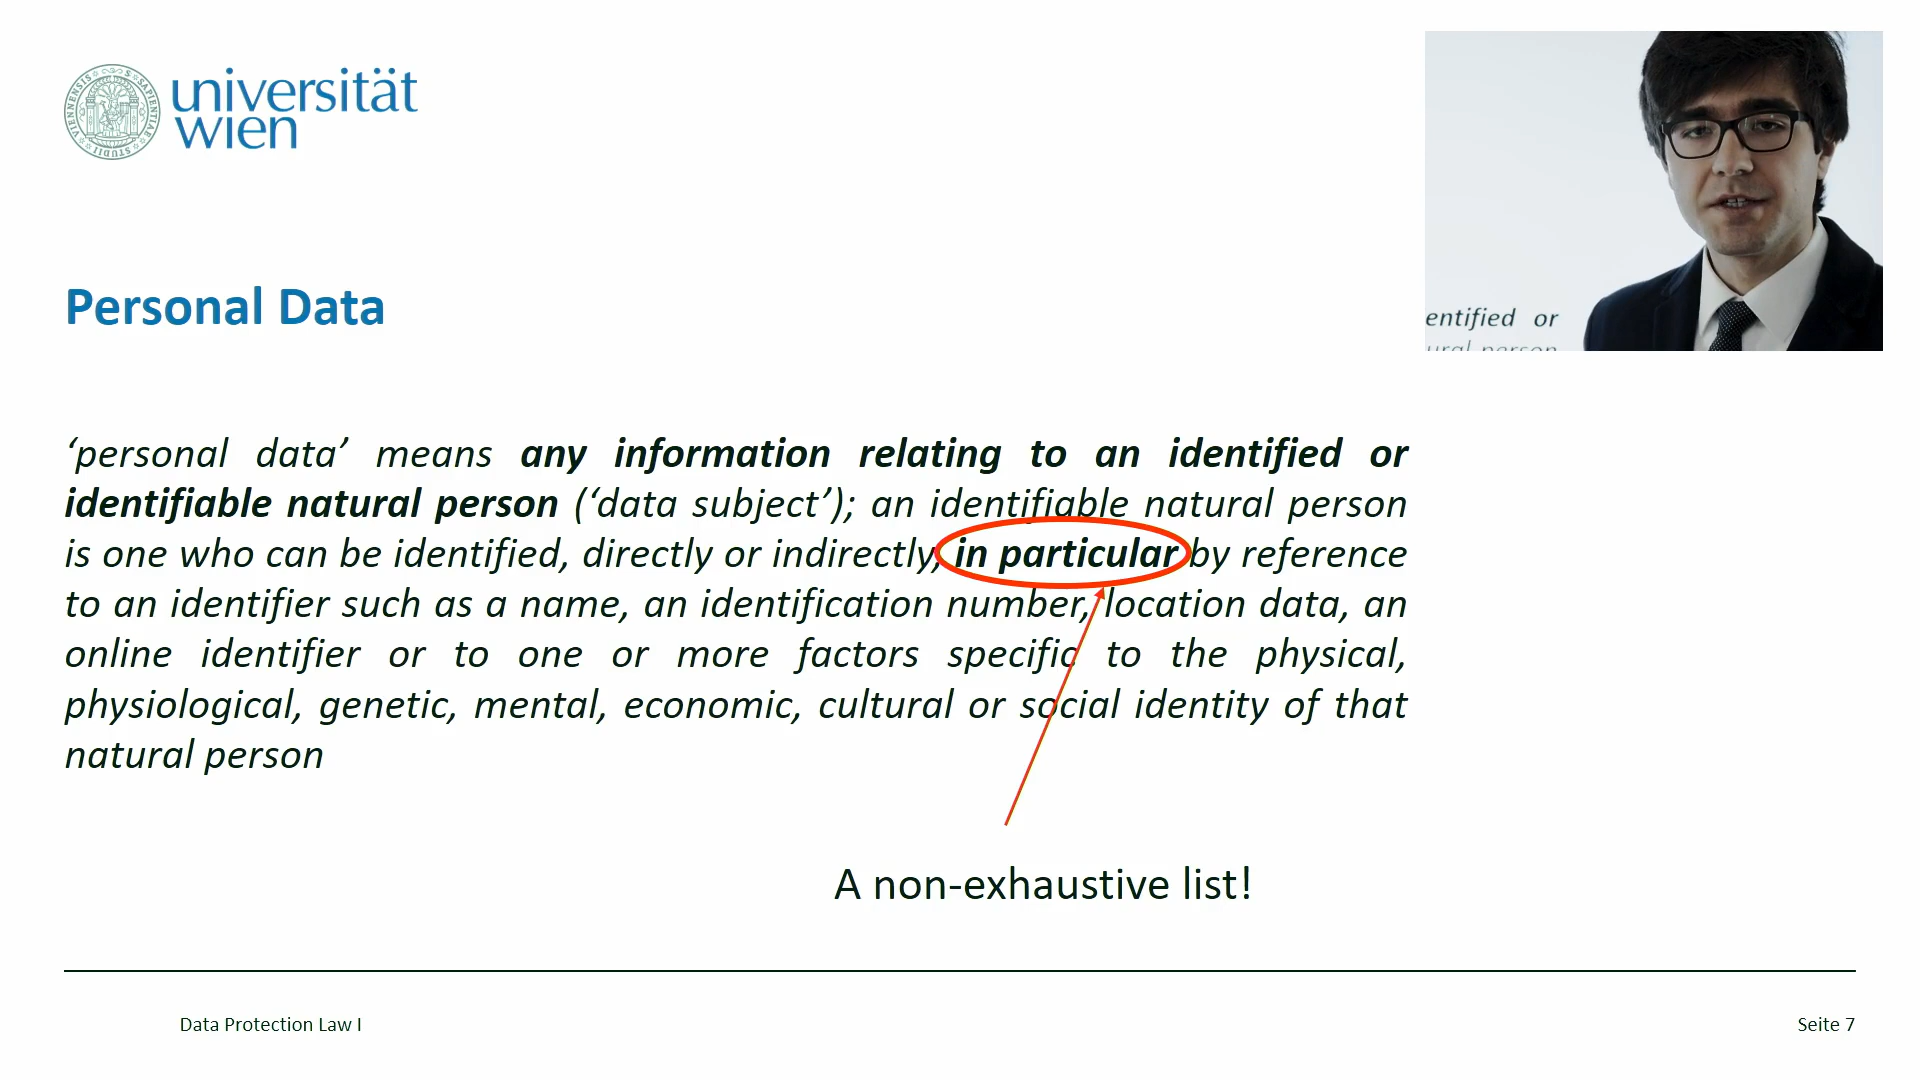 universität
wien
entified or
Personal Data
‘personal data’ means any information relating to an identified or
identifiable natural person (‘data subject’); an identifiable natural person
is one who can be identified, directly or indirectly, in particular by reference
to an identifier such as a name, an identification number, location data, an
online identifier or to one or more factors specific to the physical,
physiological, genetic, mental, economic, cultural or social identity of that
natural person
A non-exhaustive list!
Data Protection Law I
Seite 7